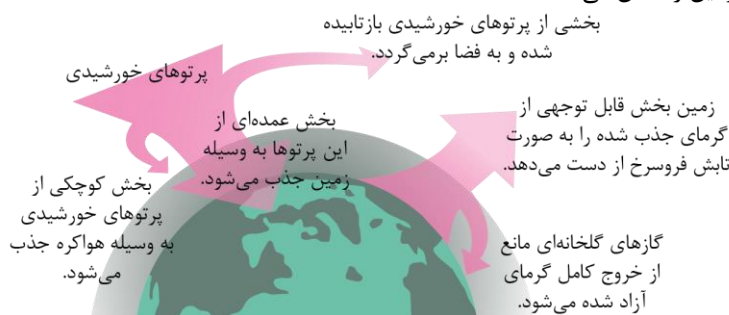 بخشی از پرتوهای خورشیدی بازتابیده
شده و به فضا برمی‌گردد.
پرتوهای خورشیدی
زمین بخش قابل توجهی از
گرمای جذب شده را به صورت
تابش فروسرخ از دست می‌دهد.
بخش عمده‌ای از
این پرتوها به وسیله
زمین جذب می‌شود.
بخش کوچکی از
پرتوهای خورشیدی
به وسیله هواکره جذب
می‌شود.
گازهای گلخانه‌ای مانع
از خروج کامل گرمای
آزاد شده می‌شود.